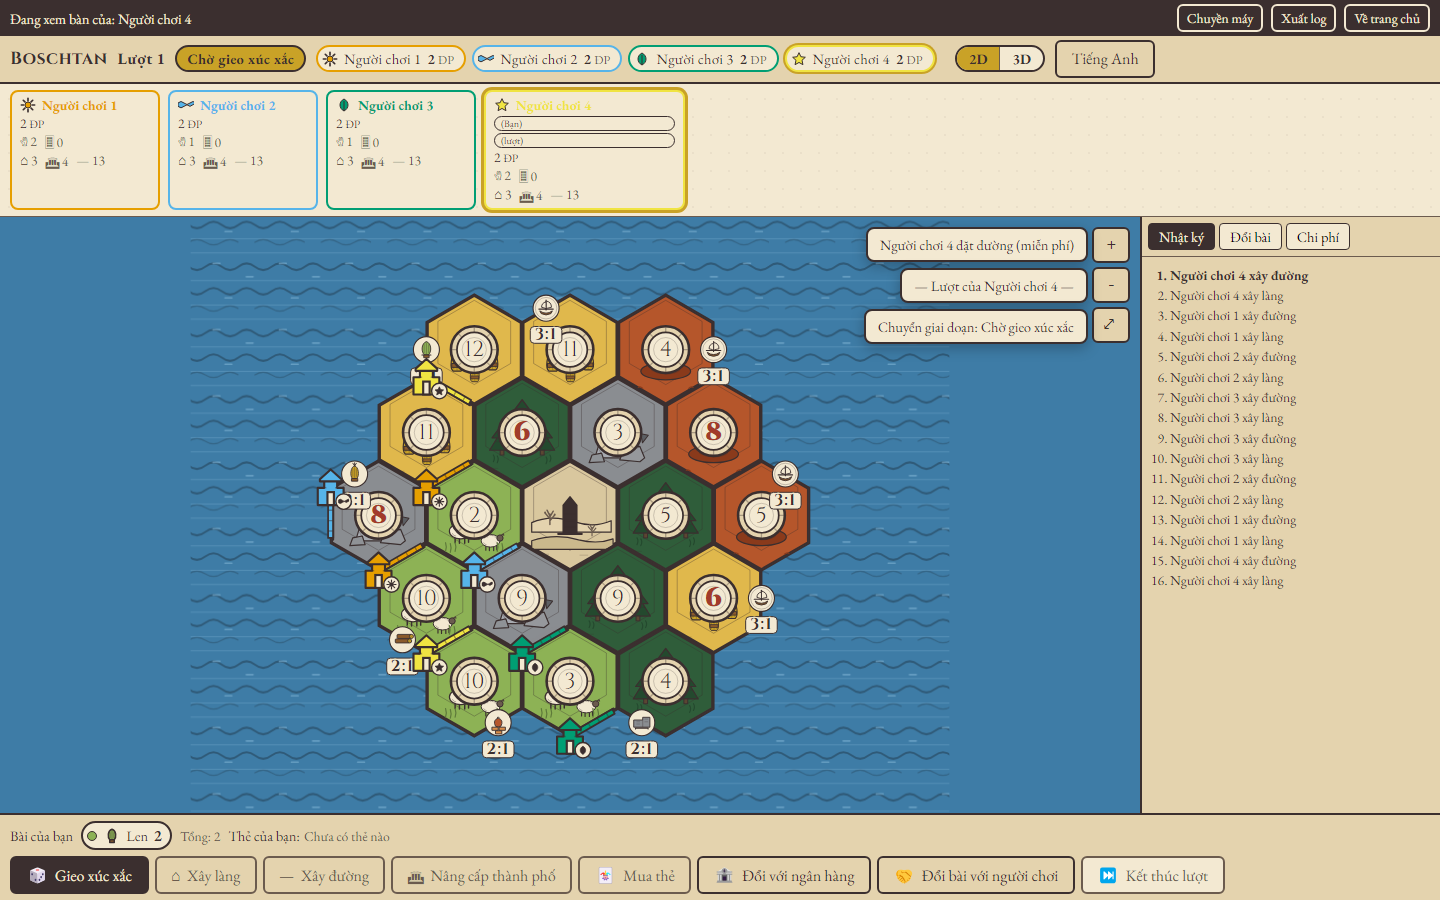 Đang xem bàn của: Người chơi 4
Chuyền máy
Xuất log
Về trang chủ
BOSCHTAN
Lượt 1
Chờ gieo xúc xắc
Người chơi 1 2 ĐP
Người chơi 2 2 ĐP
Người chơi 3 2 ĐP
Người chơi 4 2 ĐP
2D
3D
Tiếng Anh
Người chơi 1
2 ĐP
2 0
3 4 — 13
Người chơi 2
2 ĐP
1 0
3 4 — 13
Người chơi 3
2 ĐP
1 0
3 4 — 13
Người chơi 4
(Bạn)
(lượt)
2 ĐP
2 0
3 4 — 13
Người chơi 4 đặt đường (miễn phí)
+
— Lượt của Người chơi 4 —
-
Chuyển giai đoạn: Chờ gieo xúc xắc
12
3:1
11
4
3:1
11
6
3
8
:1
8
2
5
5
3:1
10
9
9
6
3:1
2:1
10
3
4
2:1
2:1
Nhật ký
Đổi bài
Chi phí
1. Người chơi 4 xây đường
2. Người chơi 4 xây làng
3. Người chơi 1 xây đường
4. Người chơi 1 xây làng
5. Người chơi 2 xây đường
6. Người chơi 2 xây làng
7. Người chơi 3 xây đường
8. Người chơi 3 xây làng
9. Người chơi 3 xây đường
10. Người chơi 3 xây làng
11. Người chơi 2 xây đường
12. Người chơi 2 xây làng
13. Người chơi 1 xây đường
14. Người chơi 1 xây làng
15. Người chơi 4 xây đường
16. Người chơi 4 xây làng
Bài của bạn
Len 2
Tổng: 2
Thẻ của bạn: Chưa có thẻ nào
Gieo xúc xắc
Xây làng
— Xây đường
Nâng cấp thành phố
Mua thẻ
Đổi với ngân hàng
Đổi bài với người chơi
Kết thúc lượt